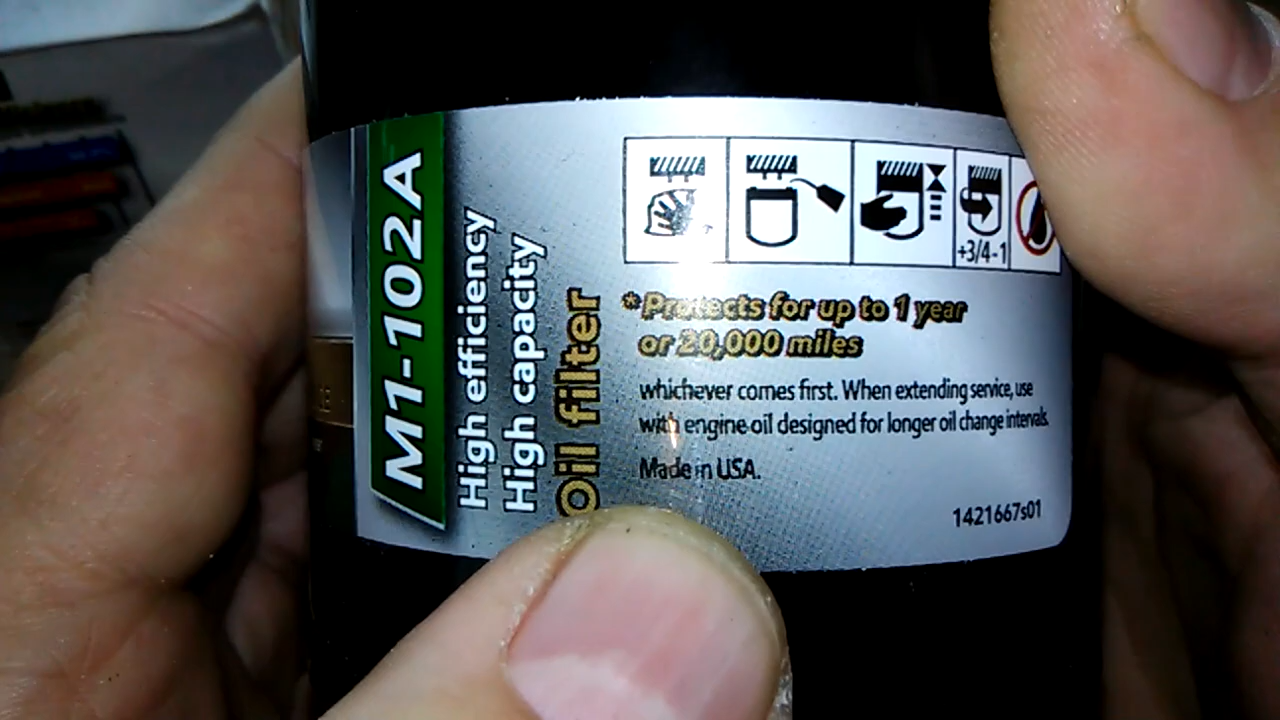 M1-102A
High efficiency
High capacity
Oil filter
+3/4-1
*Protects for up to 1 year
or 20,000 miles
whichever comes first. When extending service, use
with engine oil designed for longer oil change intervals.
Made in USA.
1421667s01